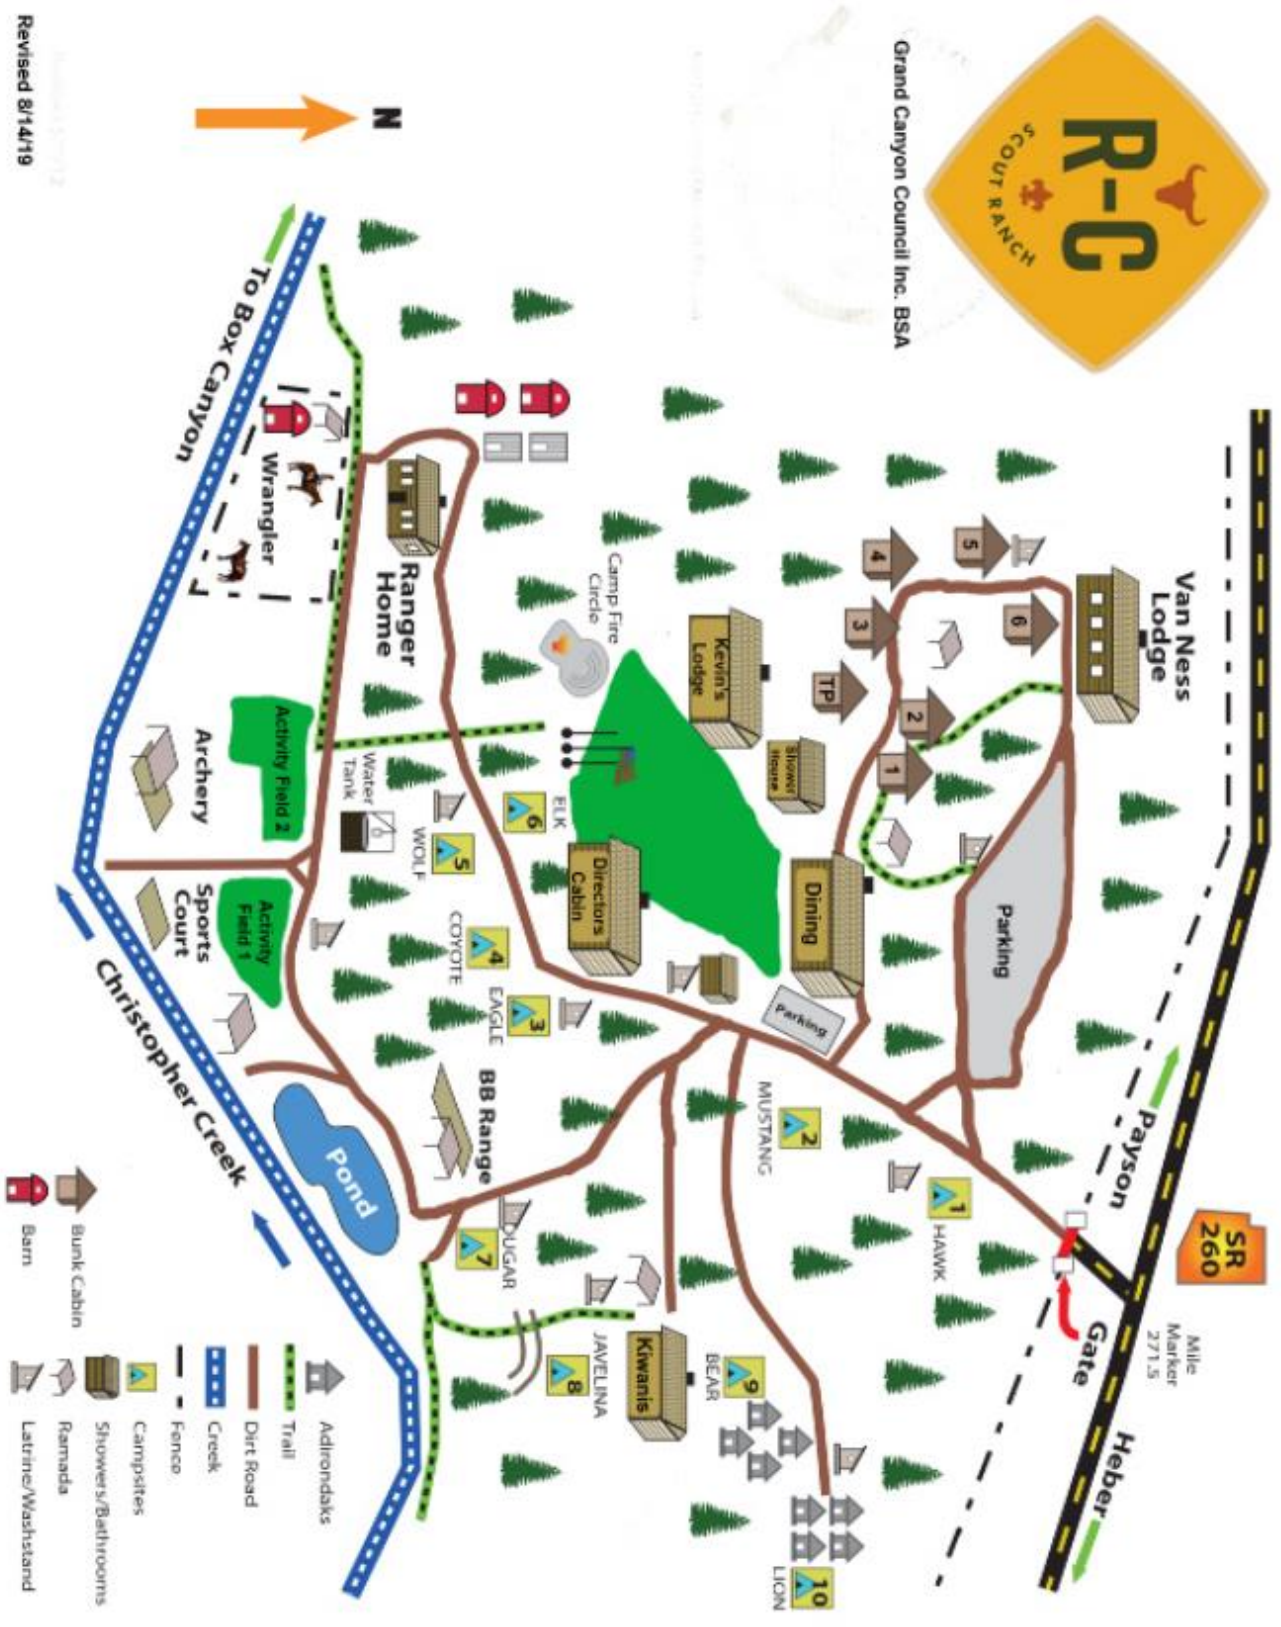 R-C
SCOUT RANCH
Grand Canyon Council Inc. BSA
SR
260
Mile
Marker
271.5
Payson
Heber
Gate
Van Ness
Lodge
5
4
6
3
TP
2
1
Kevin's
Lodge
Shower
House
Parking
Dining
Parking
Camp Fire
Circle
Directors
Cabin
1
HAWK
2
MUSTANG
3
EAGLE
4
COYOTE
5
WOLF
6
ELK
7
OUGAR
8
JAVELINA
9
BEAR
10
LION
Kiwanis
BB Range
Water
Tank
Ranger
Home
Wrangler
Activity Field 2
Archery
Activity
Field 1
Sports
Court
Pond
To Box Canyon
Christopher Creek
N
Adirondaks
Trail
Dirt Road
Creek
Fence
Campsites
Showers/Bathrooms
Ramada
Latrine/Washstand
Bunk Cabin
Barn
Revised 8/14/19